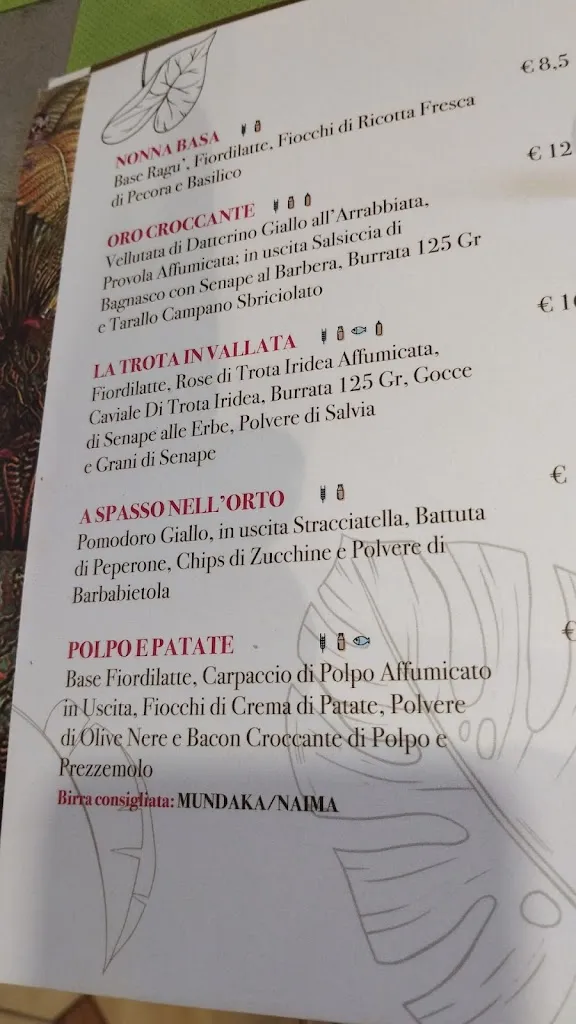 € 8,5
NONNA BASA
Base Ragu', Fiordilatte, Fiocchi di Ricotta Fresca
di Pecora e Basilico
€ 12
ORO CROCCANTE
Vellutata di Datterino Giallo all'Arrabbiata,
Provola Affumicata; in uscita Salsiccia di
Bagnasco con Senape al Barbera, Burrata 125 Gr
e Tarallo Campano Sbriciolato
LA TROTA IN VALLATA
€
Fiordilatte, Rose di Trota Iridea Affumicata,
Caviale Di Trota Iridea, Burrata 125 Gr, Gocce
di Senape alle Erbe, Polvere di Salvia
e Grani di Senape
A SPASSO NELL'ORTO
€
Pomodoro Giallo, in uscita Stracciatella, Battuta
di Peperone, Chips di Zucchine e Polvere di
Barbabietola
POLPO E PATATE
€
Base Fiordilatte, Carpaccio di Polpo Affumicato
in Uscita, Fiocchi di Crema di Patate, Polvere
di Olive Nere e Bacon Croccante di Polpo e
Prezzemolo
Birra consigliata: MUNDAKA/NAIMA